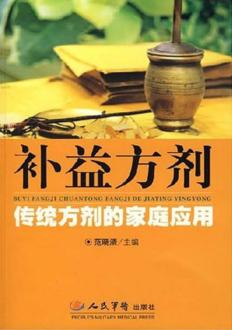 补益方剂
BUYI FANGJI CHUANTONG FANGJI DE JIATING YINGYONG
传统方剂的家庭应用
范晓清/主编
人民军医出版社
PEOPLE'S MILITARY MEDICAL PRESS